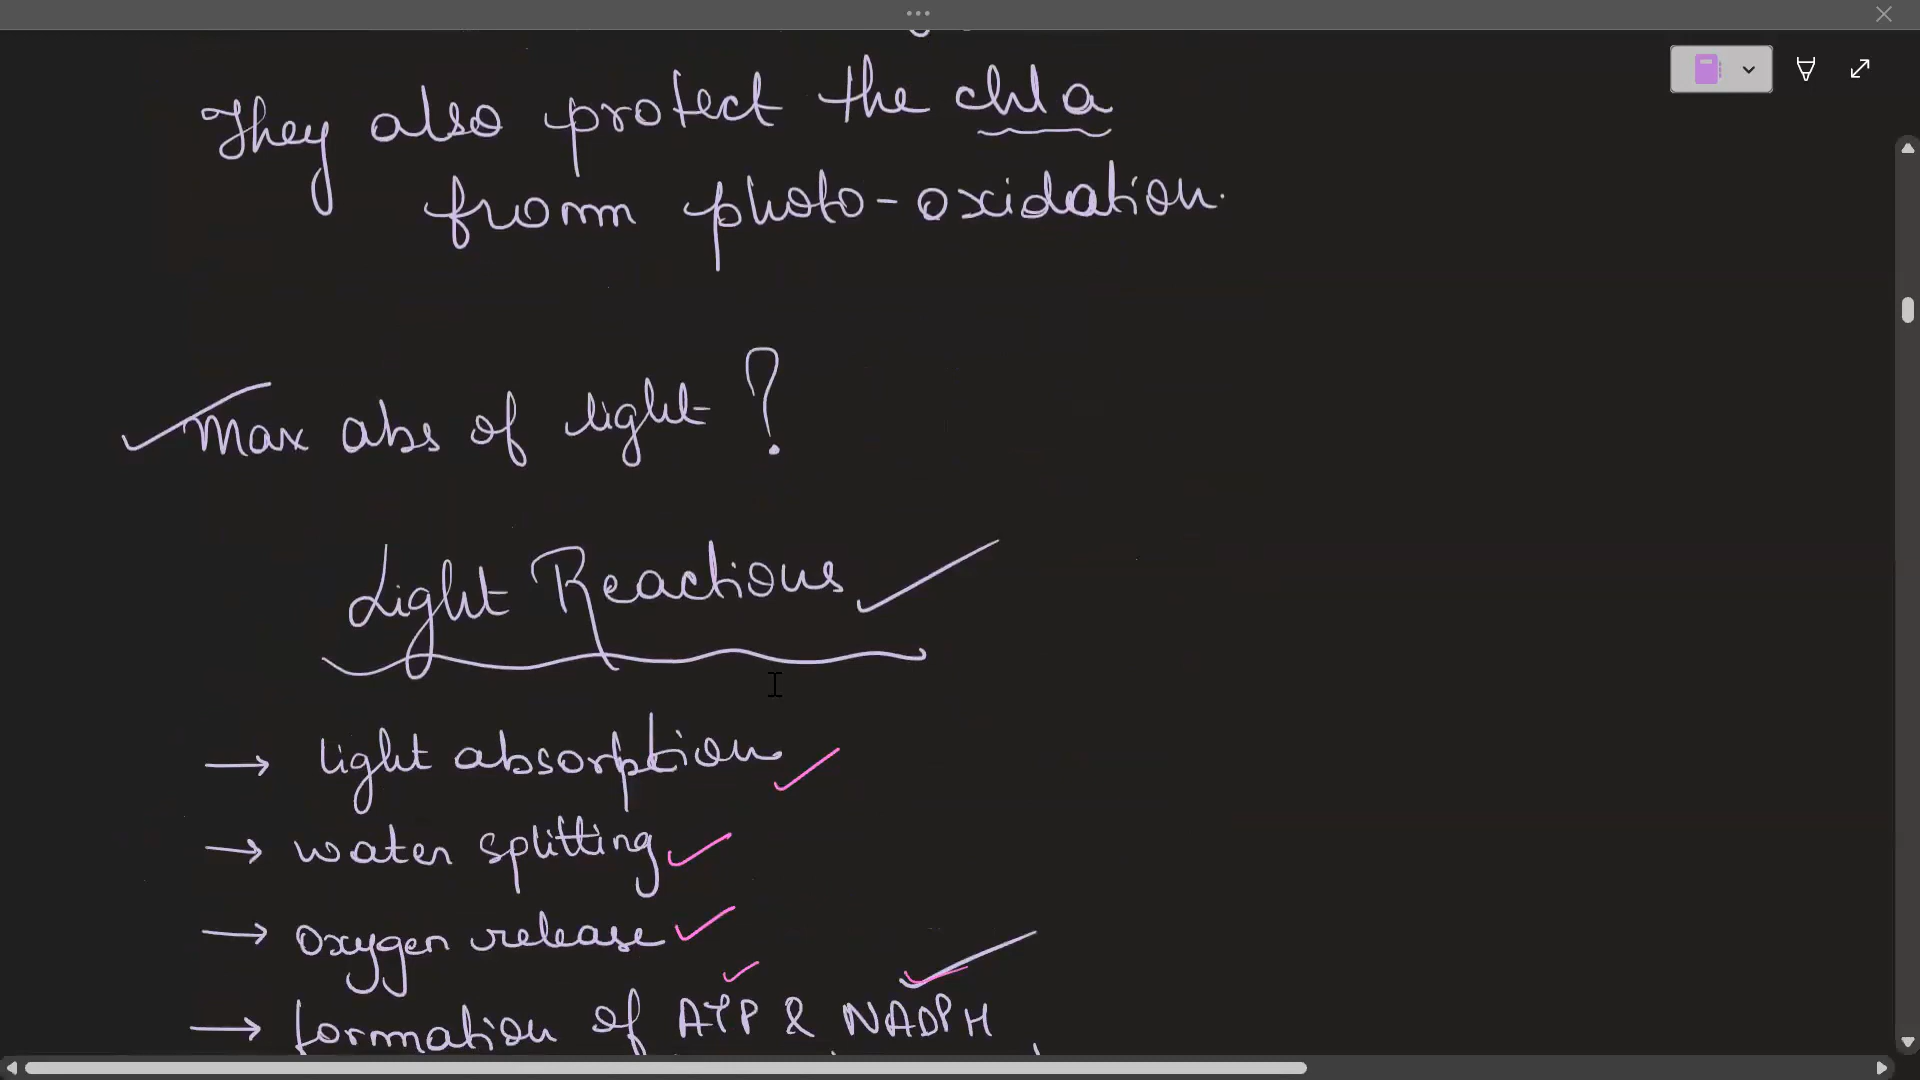 They also protect the chl a
fromm photo-oxidation.
Max abs of light ?
Light Reactions
→ light absorption
→ water splitting
→ oxygen release
→ formation of ATP & NADPH